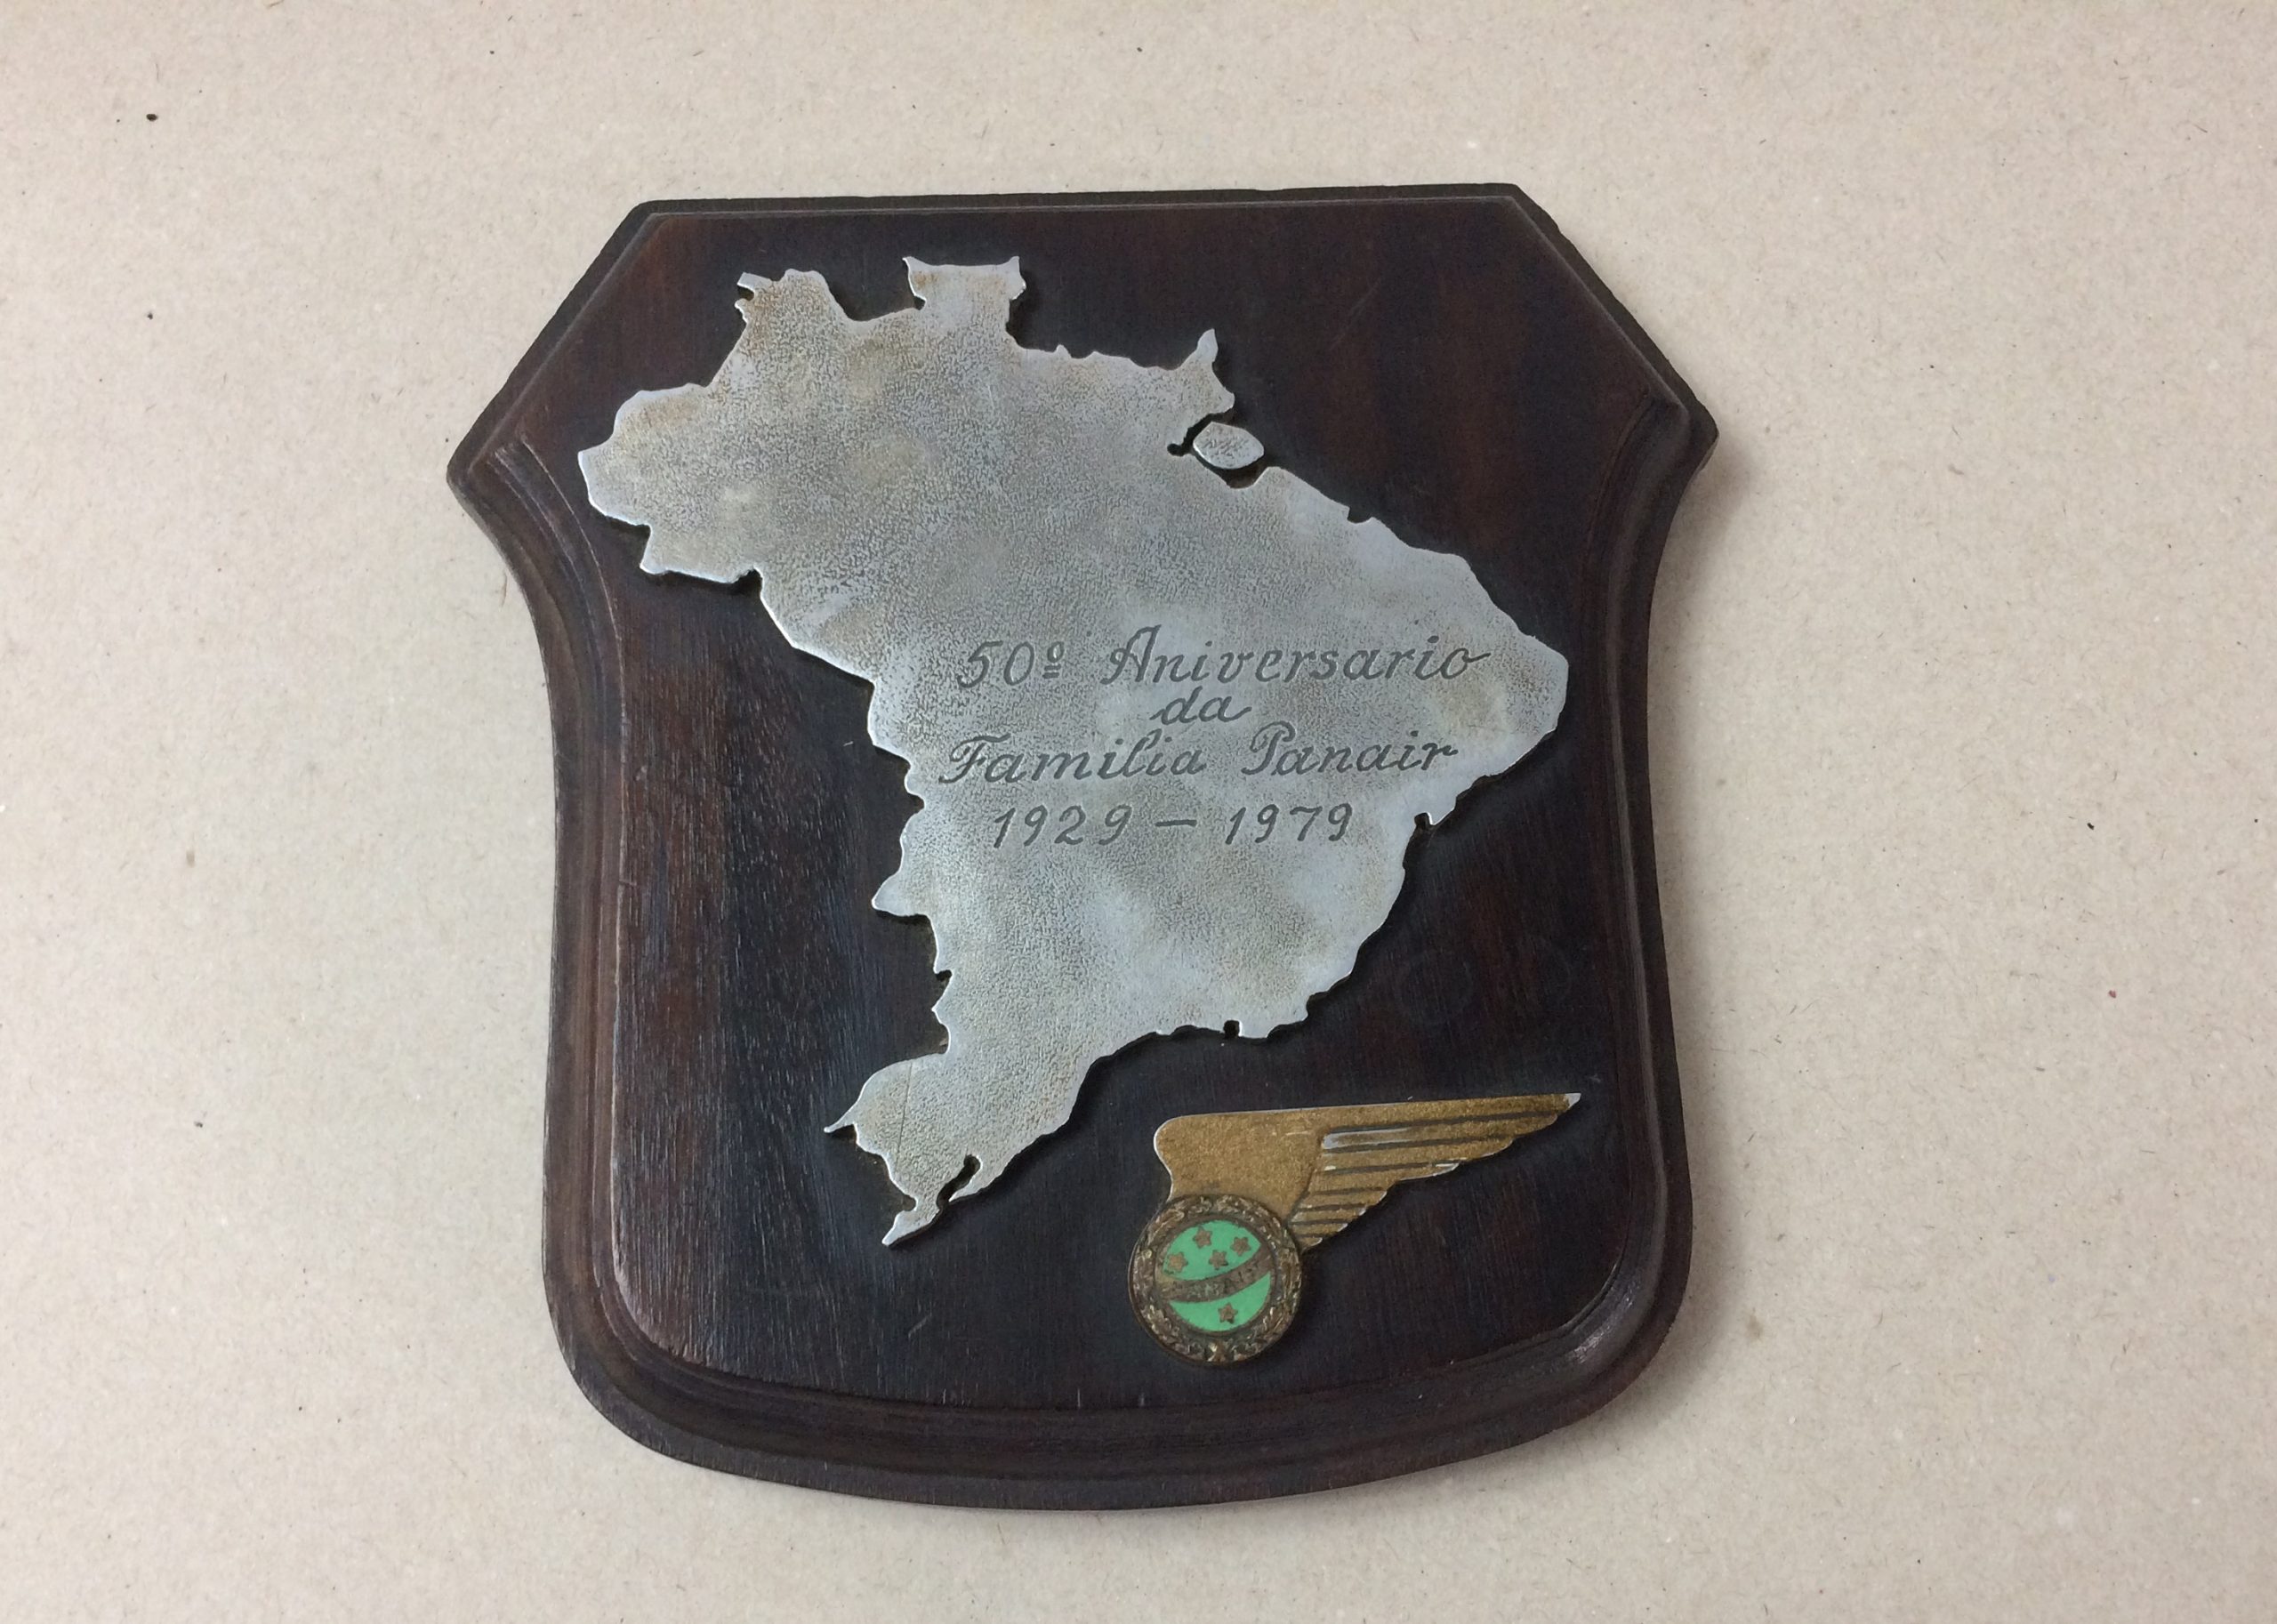 50º Aniversario
da
Familia Panair
1929 - 1979